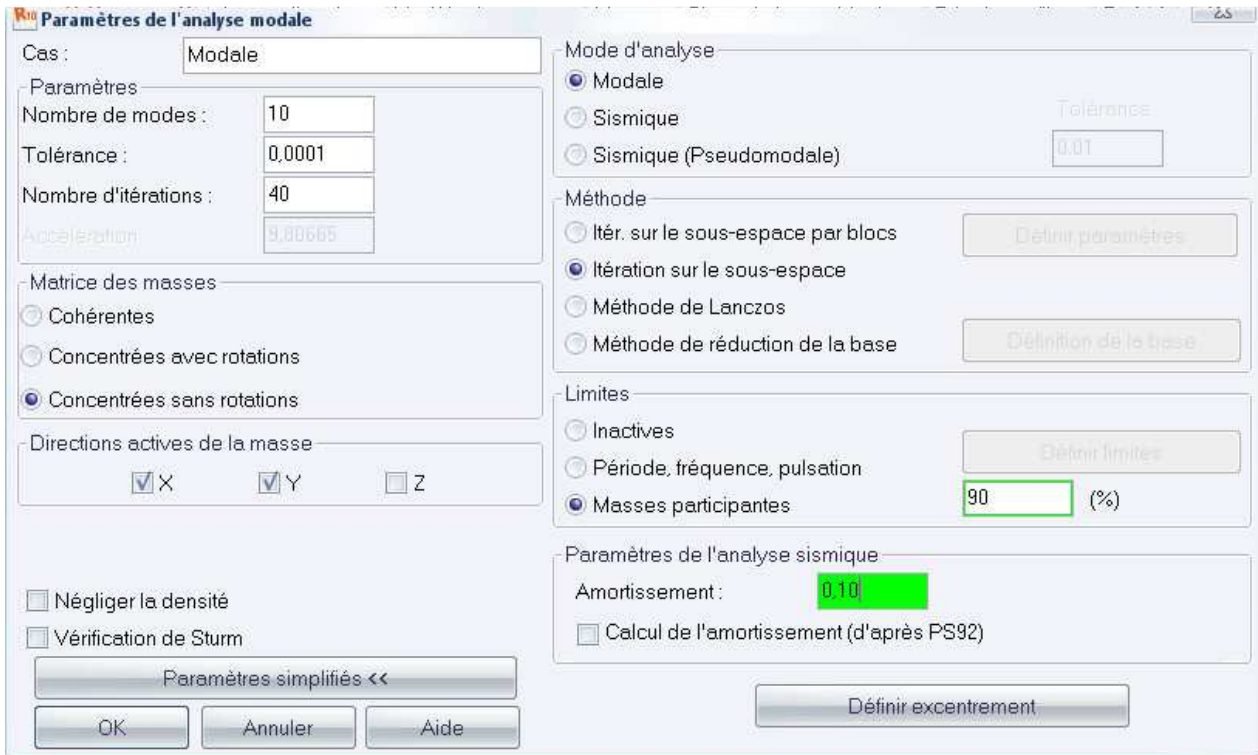 Paramètres de l'analyse modale
Cas :
Modale
Paramètres
Nombre de modes :
10
Tolérance :
0,0001
Nombre d'itérations :
40
Accélération
9,80665
Matrice des masses
Cohérentes
Concentrées avec rotations
Concentrées sans rotations
Directions actives de la masse
X
Y
Z
Négliger la densité
Vérification de Sturm
Paramètres simplifiés <<
OK
Annuler
Aide
Mode d'analyse
Modale
Sismique
Sismique (Pseudomodale)
Tolérance
0.01
Méthode
Itér. sur le sous-espace par blocs
Définir paramètres
Itération sur le sous-espace
Méthode de Lanczos
Méthode de réduction de la base
Définition de la base
Limites
Inactives
Définir limites
Période, fréquence, pulsation
Masses participantes
90
(%)
Paramètres de l'analyse sismique
Amortissement :
0,10
Calcul de l'amortissement (d'après PS92)
Définir excentrement